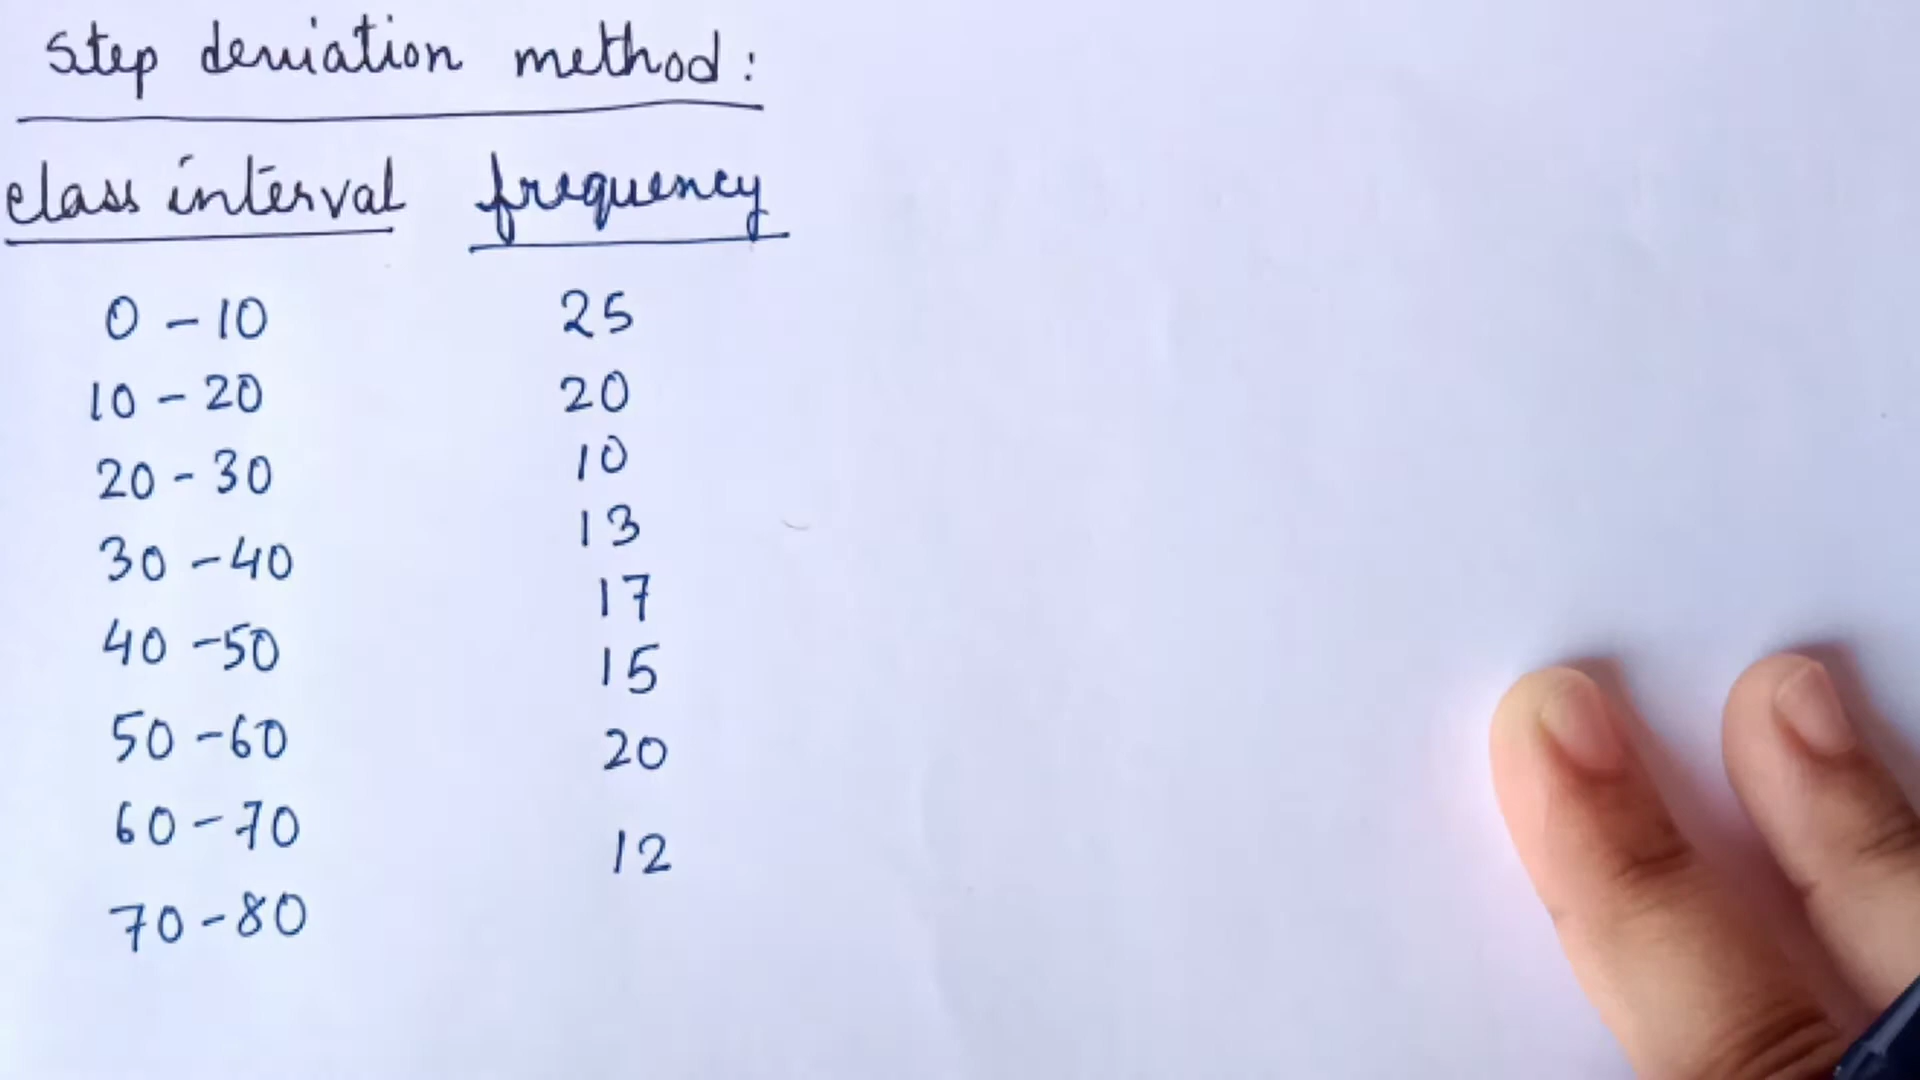 Step deviation method :
class interval frequency
0 - 10 25
10 - 20 20
20 - 30 10
30 - 40 13
40 - 50 17
50 - 60 15
60 - 70 20
70 - 80 12